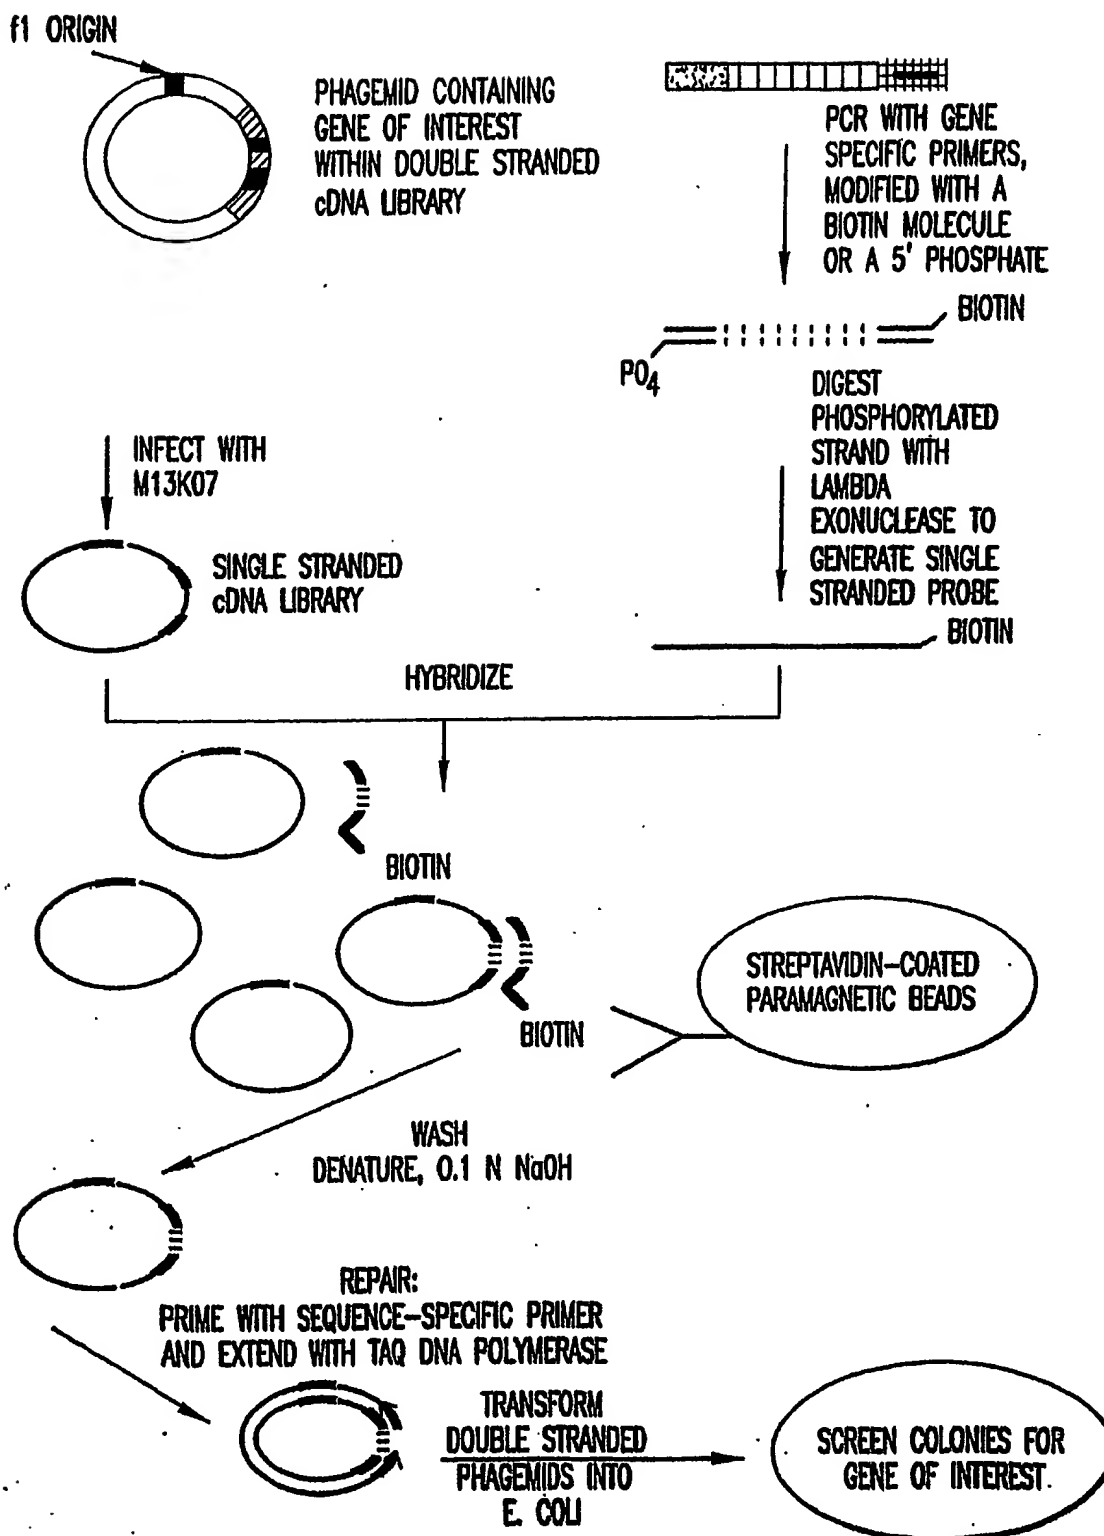 f1 ORIGIN
PHAGEMID CONTAINING
GENE OF INTEREST
WITHIN DOUBLE STRANDED
cDNA LIBRARY
PCR WITH GENE
SPECIFIC PRIMERS,
MODIFIED WITH A
BIOTIN MOLECULE
OR A 5' PHOSPHATE
BIOTIN
PO4
DIGEST
PHOSPHORYLATED
STRAND WITH
LAMBDA
EXONUCLEASE TO
GENERATE SINGLE
STRANDED PROBE
BIOTIN
INFECT WITH
M13K07
SINGLE STRANDED
cDNA LIBRARY
HYBRIDIZE
BIOTIN
BIOTIN
STREPTAVIDIN-COATED
PARAMAGNETIC BEADS
WASH
DENATURE, 0.1 N NaOH
REPAIR:
PRIME WITH SEQUENCE-SPECIFIC PRIMER
AND EXTEND WITH TAQ DNA POLYMERASE
TRANSFORM
DOUBLE STRANDED
PHAGEMIDS INTO
E. COLI
SCREEN COLONIES FOR
GENE OF INTEREST.